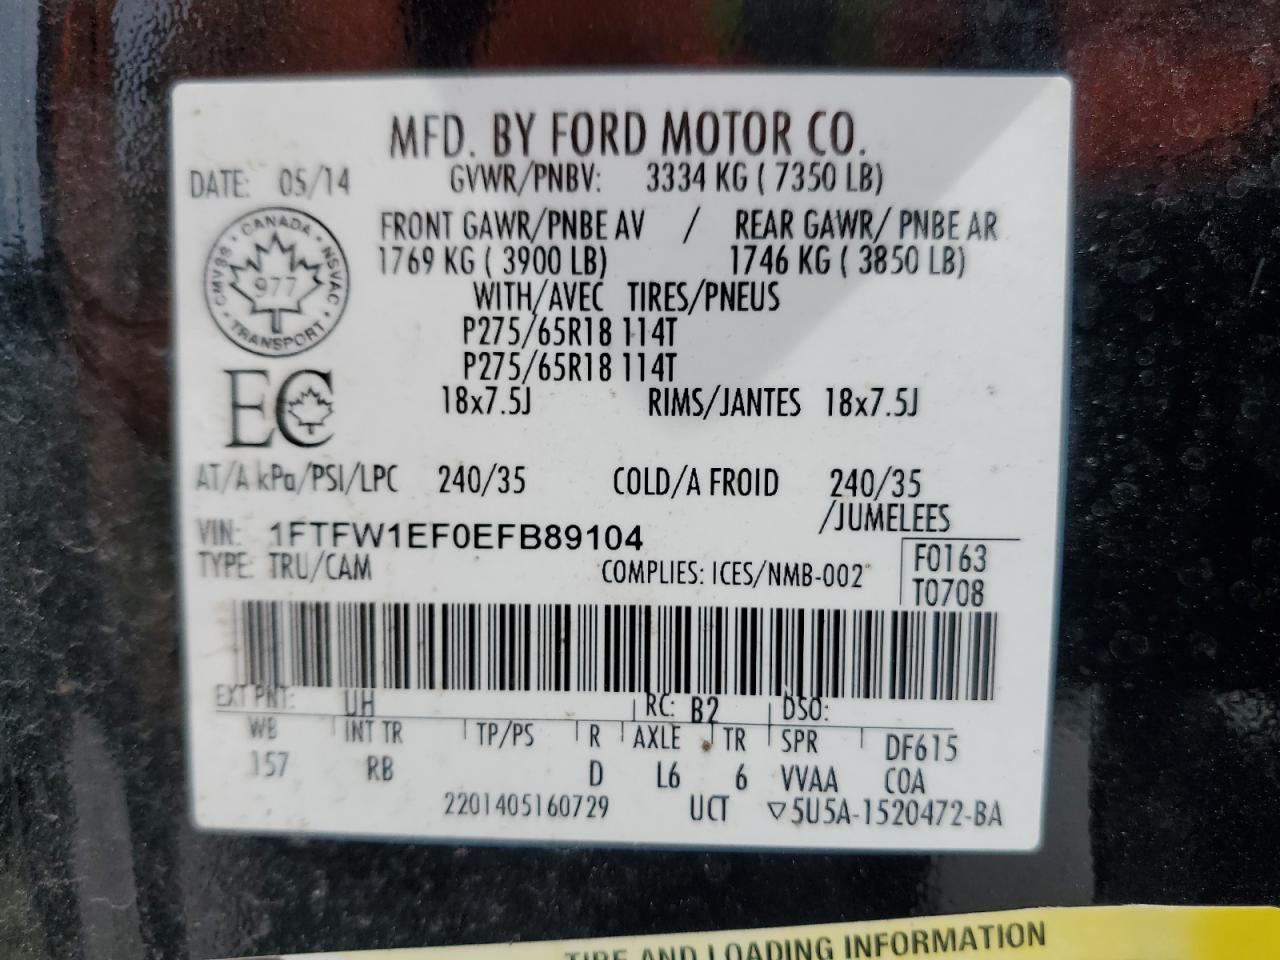 MFD. BY FORD MOTOR CO.
DATE: 05/14 GVWR/PNBV: 3334 KG ( 7350 LB)
FRONT GAWR/PNBE AV / REAR GAWR/ PNBE AR
1769 KG ( 3900 LB) 1746 KG ( 3850 LB)
WITH/AVEC TIRES/PNEUS
P275/65R18 114T
P275/65R18 114T
18x7.5J RIMS/JANTES 18x7.5J
CMVSS • CANADA • NSVAC • TRANSPORT •
977
EC
AT/A kPa/PSI/LPC 240/35 COLD/A FROID 240/35
/JUMELEES
VIN: 1FTFW1EF0EFB89104
TYPE: TRU/CAM COMPLIES: ICES/NMB-002
F0163
T0708
EXT PNT: UH RC: B2 DSO:
WB INT TR TP/PS R AXLE TR SPR DF615
157 RB D L6 6 VVAA COA
2201405160729 UCT ▽5U5A-1520472-BA
TIRE AND LOADING INFORMATION